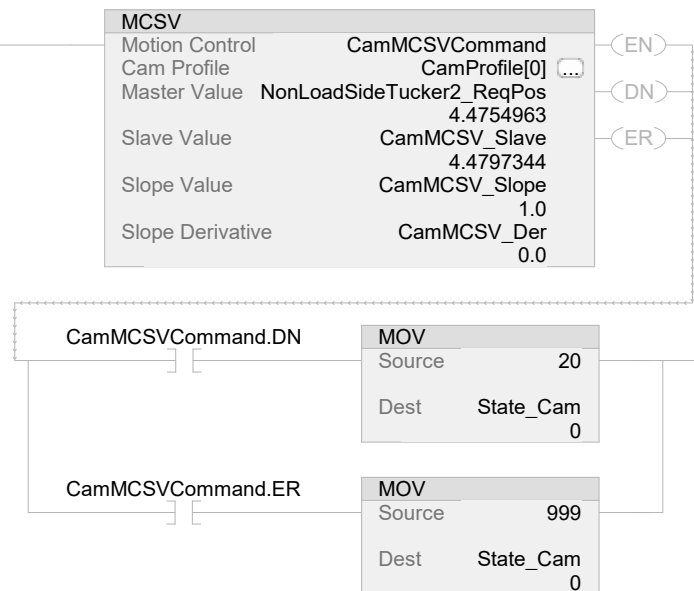 MCSV
Motion Control CamMCSVCommand (EN)
Cam Profile CamProfile[0] ...
Master Value NonLoadSideTucker2_ReqPos (DN)
4.4754963
Slave Value CamMCSV_Slave (ER)
4.4797344
Slope Value CamMCSV_Slope
1.0
Slope Derivative CamMCSV_Der
0.0
CamMCSVCommand.DN MOV
Source 20
Dest State_Cam
0
CamMCSVCommand.ER MOV
Source 999
Dest State_Cam
0